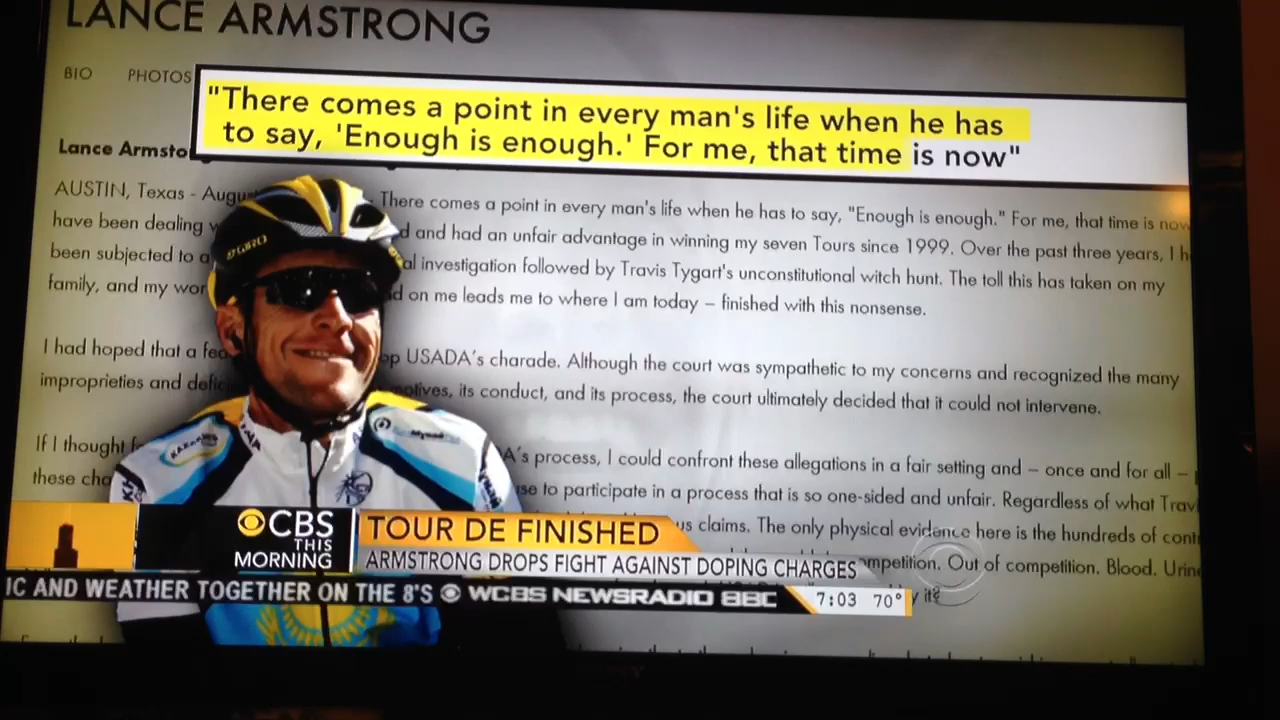 LANCE ARMSTRONG
BIO PHOTOS
"There comes a point in every man's life when he has
to say, 'Enough is enough.' For me, that time is now"
Lance Armstro
AUSTIN, Texas - Augu There comes a point in every man's life when he has to say, "Enough is enough." For me, that time is now
have been dealing d and had an unfair advantage in winning my seven Tours since 1999. Over the past three years, I h
been subjected to a al investigation followed by Travis Tygart's unconstitutional witch hunt. The toll this has taken on my
family, and my wor d on me leads me to where I am today – finished with this nonsense.
I had hoped that a fed op USADA's charade. Although the court was sympathetic to my concerns and recognized the many
improprieties and defic motives, its conduct, and its process, the court ultimately decided that it could not intervene.
If I thought A's process, I could confront these allegations in a fair setting and – once and for all –
these cha se to participate in a process that is so one-sided and unfair. Regardless of what Travi
us claims. The only physical evidence here is the hundreds of cont
mpetition. Out of competition. Blood. Urine
y it?
GIRO
CBS
THIS
MORNING
TOUR DE FINISHED
ARMSTRONG DROPS FIGHT AGAINST DOPING CHARGES
IC AND WEATHER TOGETHER ON THE 8'S WCBS NEWSRADIO 880
7:03 70°